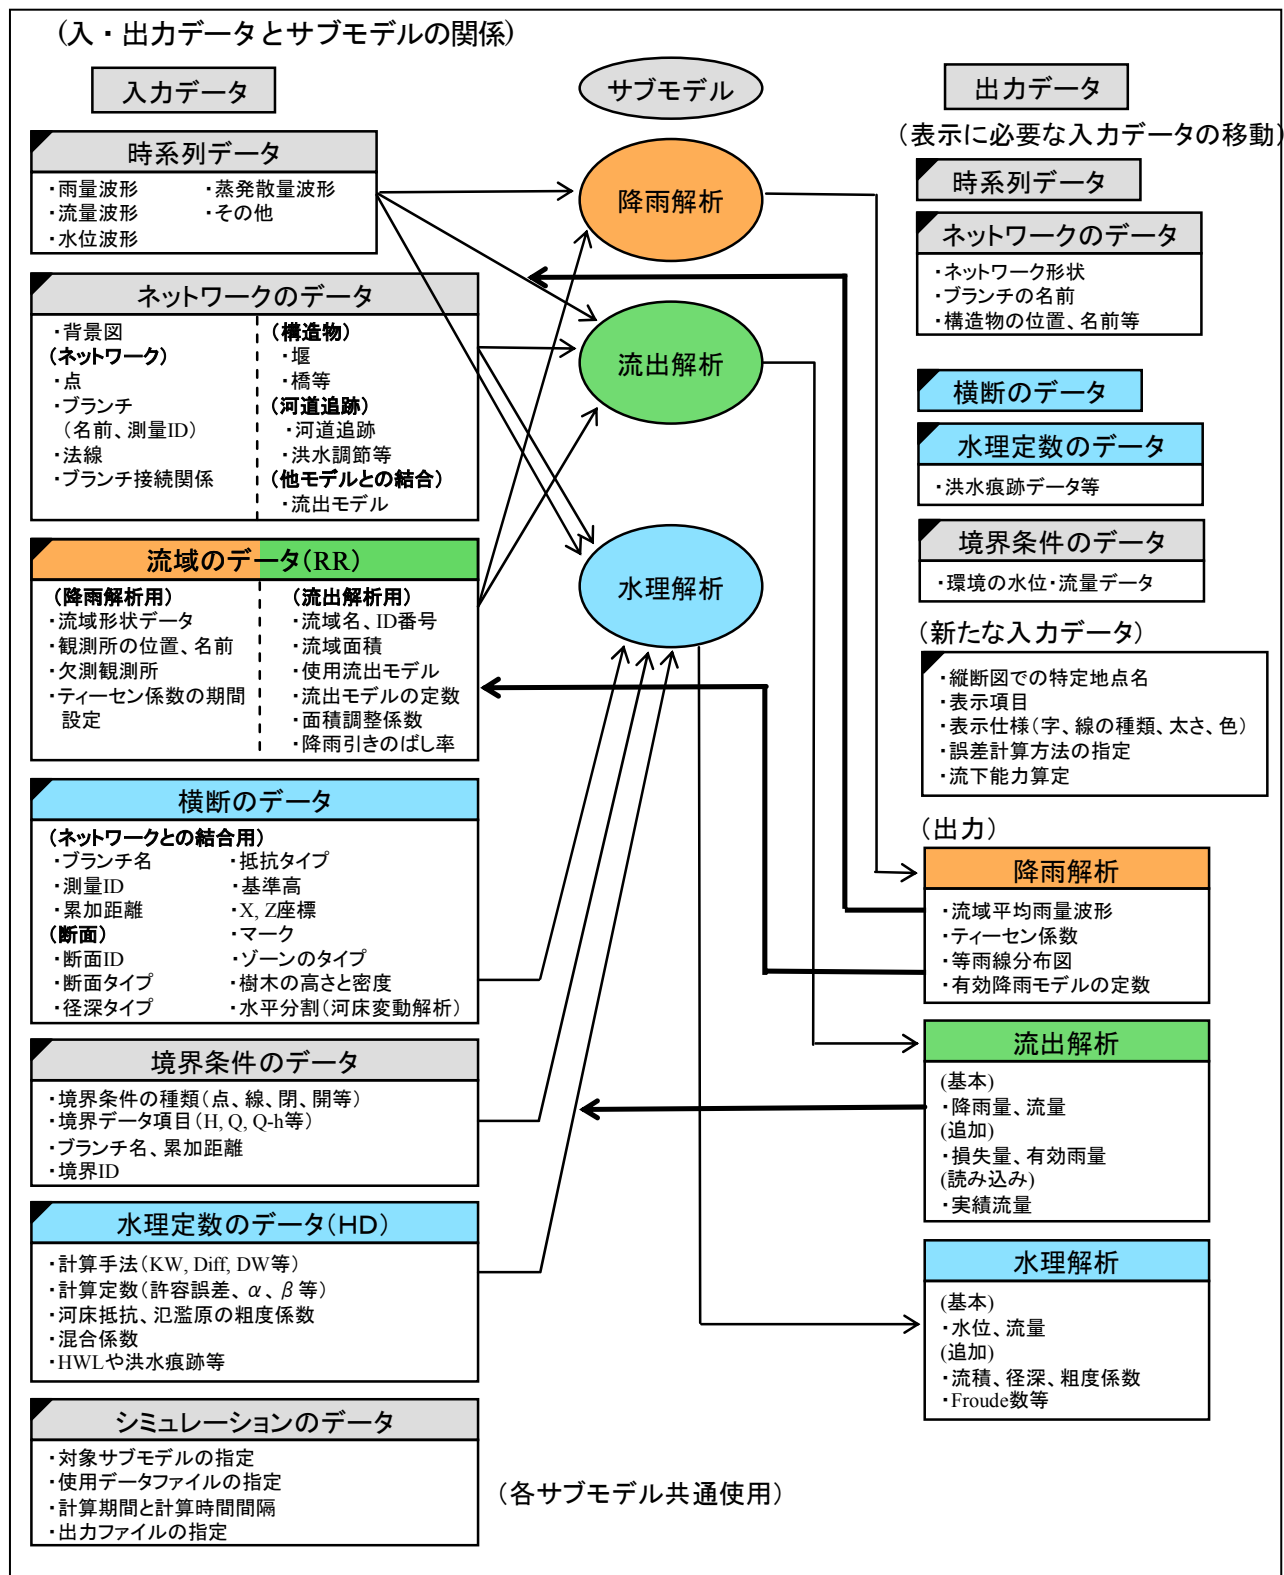 (入・出力データとサブモデルの関係)
入力データ
時系列データ
・雨量波形 ・蒸発散量波形
・流量波形 ・その他
・水位波形
ネットワークのデータ
・背景図
(ネットワーク)
・点
・ブランチ
(名前、測量ID)
・法線
・ブランチ接続関係
(構造物)
・堰
・橋等
(河道追跡)
・河道追跡
・洪水調節等
(他モデルとの結合)
・流出モデル
流域のデータ(RR)
(降雨解析用)
・流域形状データ
・観測所の位置、名前
・欠測観測所
・ティーセン係数の期間
設定
(流出解析用)
・流域名、ID番号
・流域面積
・使用流出モデル
・流出モデルの定数
・面積調整係数
・降雨引きのばし率
横断のデータ
(ネットワークとの結合用)
・ブランチ名
・測量ID
・累加距離
(断面)
・断面ID
・断面タイプ
・径深タイプ
・抵抗タイプ
・基準高
・X, Z座標
・マーク
・ゾーンのタイプ
・樹木の高さと密度
・水平分割(河床変動解析)
境界条件のデータ
・境界条件の種類(点、線、閉、開等)
・境界データ項目(H, Q, Q-h等)
・ブランチ名、累加距離
・境界ID
水理定数のデータ(HD)
・計算手法(KW, Diff, DW等)
・計算定数(許容誤差、α、β等)
・河床抵抗、氾濫原の粗度係数
・混合係数
・HWLや洪水痕跡等
シミュレーションのデータ
・対象サブモデルの指定
・使用データファイルの指定
・計算期間と計算時間間隔
・出力ファイルの指定
(各サブモデル共通使用)
サブモデル
降雨解析
流出解析
水理解析
出力データ
(表示に必要な入力データの移動)
時系列データ
ネットワークのデータ
・ネットワーク形状
・ブランチの名前
・構造物の位置、名前等
横断のデータ
水理定数のデータ
・洪水痕跡データ等
境界条件のデータ
・環境の水位・流量データ
(新たな入力データ)
・縦断図での特定地点名
・表示項目
・表示仕様(字、線の種類、太さ、色)
・誤差計算方法の指定
・流下能力算定
(出力)
降雨解析
・流域平均雨量波形
・ティーセン係数
・等雨線分布図
・有効降雨モデルの定数
流出解析
(基本)
・降雨量、流量
(追加)
・損失量、有効雨量
(読み込み)
・実績流量
水理解析
(基本)
・水位、流量
(追加)
・流積、径深、粗度係数
・Froude数等